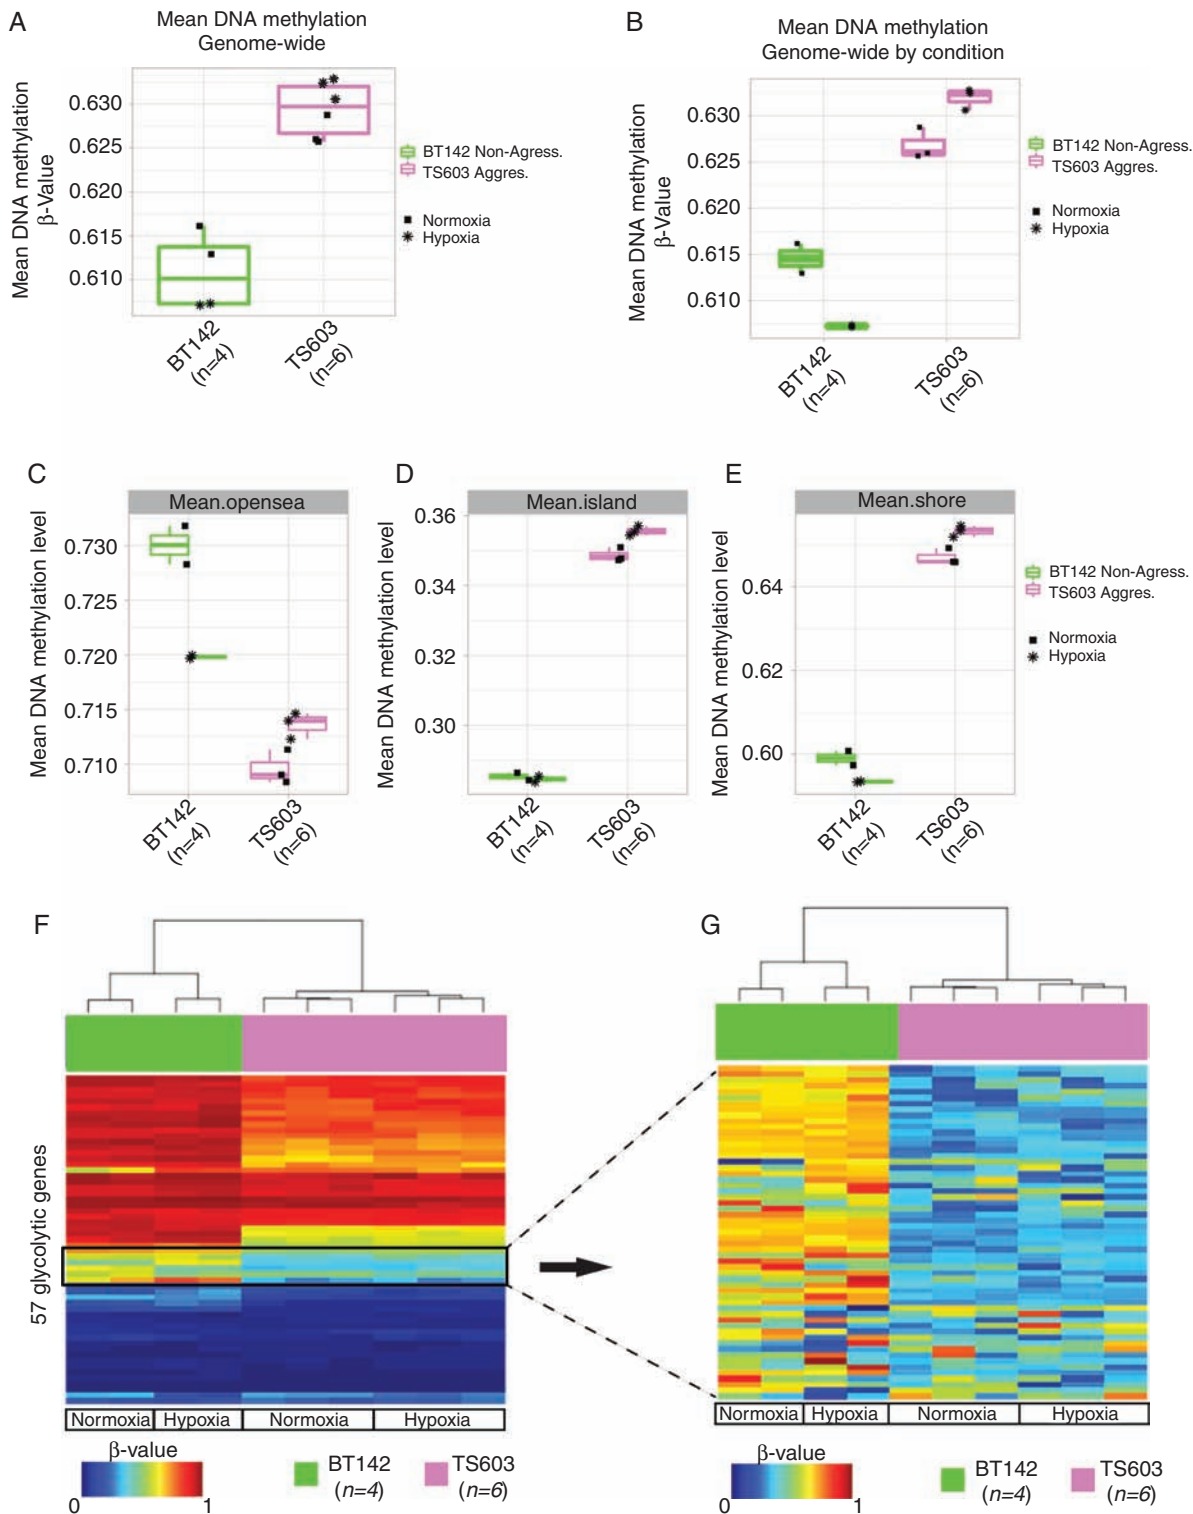 A
Mean DNA methylation
Genome-wide
Mean DNA methylation
β-Value
0.630
0.625
0.620
0.615
0.610
BT142
(n=4)
TS603
(n=6)
BT142 Non-Agress.
TS603 Aggres.
Normoxia
Hypoxia
B
Mean DNA methylation
Genome-wide by condition
Mean DNA methylation
β-Value
0.630
0.625
0.620
0.615
0.610
BT142
(n=4)
TS603
(n=6)
BT142 Non-Agress.
TS603 Aggres.
Normoxia
Hypoxia
C
Mean.opensea
Mean DNA methylation level
0.730
0.725
0.720
0.715
0.710
BT142
(n=4)
TS603
(n=6)
D
Mean.island
Mean DNA methylation level
0.36
0.34
0.32
0.30
BT142
(n=4)
TS603
(n=6)
E
Mean.shore
Mean DNA methylation level
0.64
0.62
0.60
BT142
(n=4)
TS603
(n=6)
BT142 Non-Agress.
TS603 Aggres.
Normoxia
Hypoxia
F
57 glycolytic genes
Normoxia
Hypoxia
Normoxia
Hypoxia
β-value
0
1
BT142
(n=4)
TS603
(n=6)
G
Normoxia
Hypoxia
Normoxia
Hypoxia
β-value
0
1
BT142
(n=4)
TS603
(n=6)